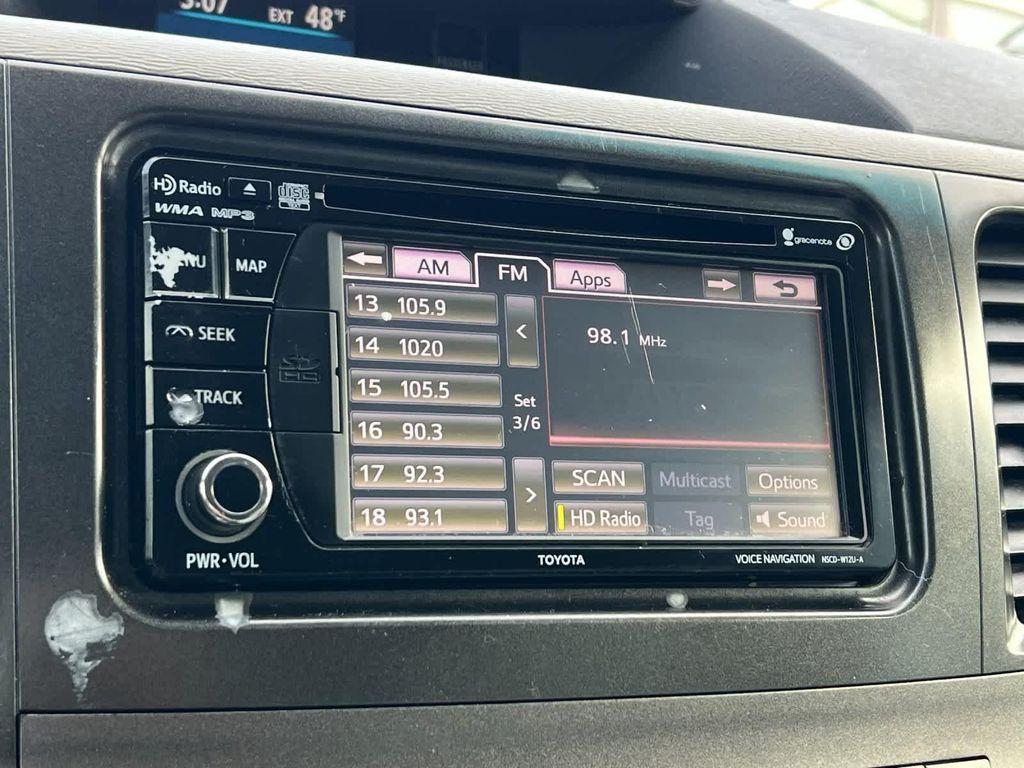 EXT 48°F
HD Radio
disc
WMA MP3
gracenote
MENU MAP
SEEK
TRACK
AM FM Apps
13 105.9
14 1020
15 105.5
16 90.3
17 92.3
18 93.1
<
Set
3/6
>
98.1 MHz
SCAN Multicast Options
HD Radio Tag Sound
PWR·VOL
TOYOTA
VOICE NAVIGATION NSCD-W12U-A